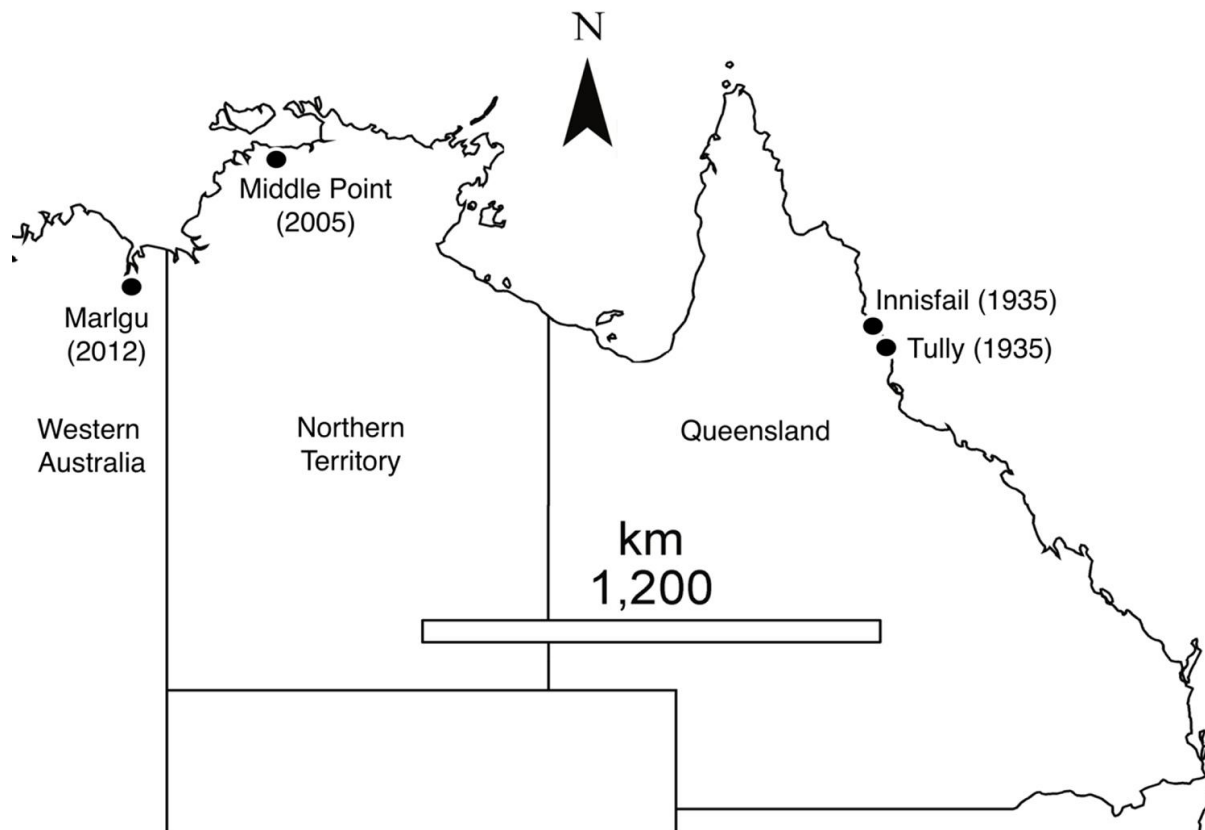 N
Middle Point
(2005)
Marlgu
(2012)
Innisfail (1935)
Tully (1935)
Western
Australia
Northern
Territory
Queensland
km
1,200